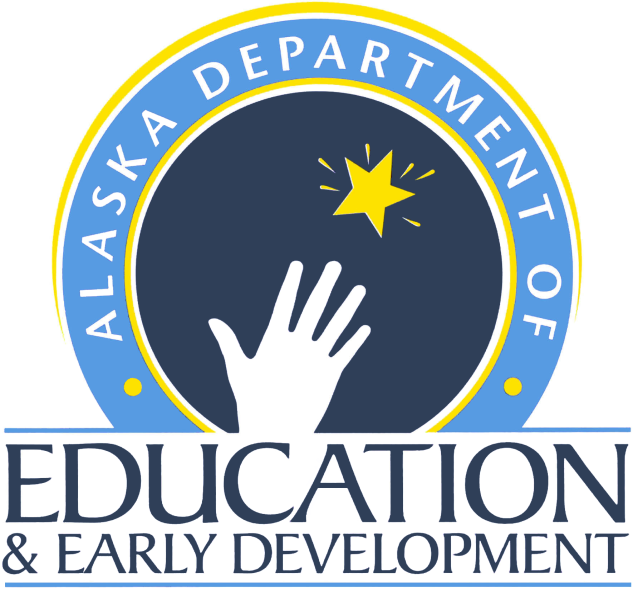 ALASKA DEPARTMENT OF
EDUCATION
& EARLY DEVELOPMENT